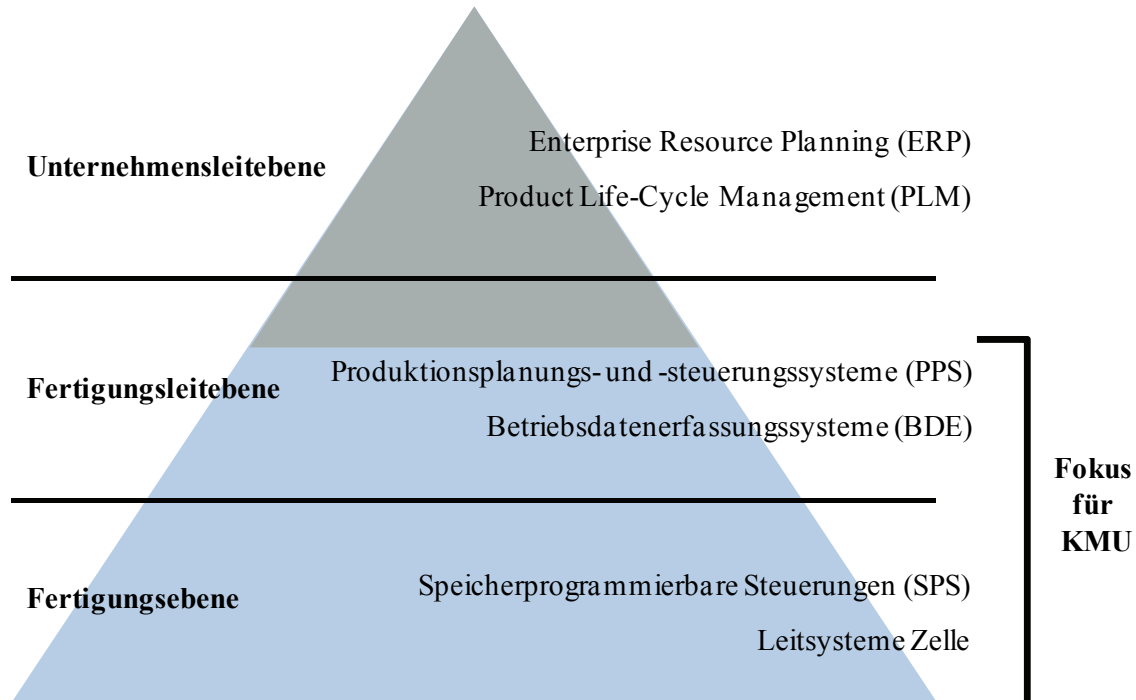 Unternehmensleitebene
Enterprise Resource Planning (ERP)
Product Life-Cycle Management (PLM)
Fertigungsleitebene
Produktionsplanungs- und -steuerungssysteme (PPS)
Betriebsdatenerfassungssysteme (BDE)
Fertigungsebene
Speicherprogrammierbare Steuerungen (SPS)
Leitsysteme Zelle
Fokus
für
KMU